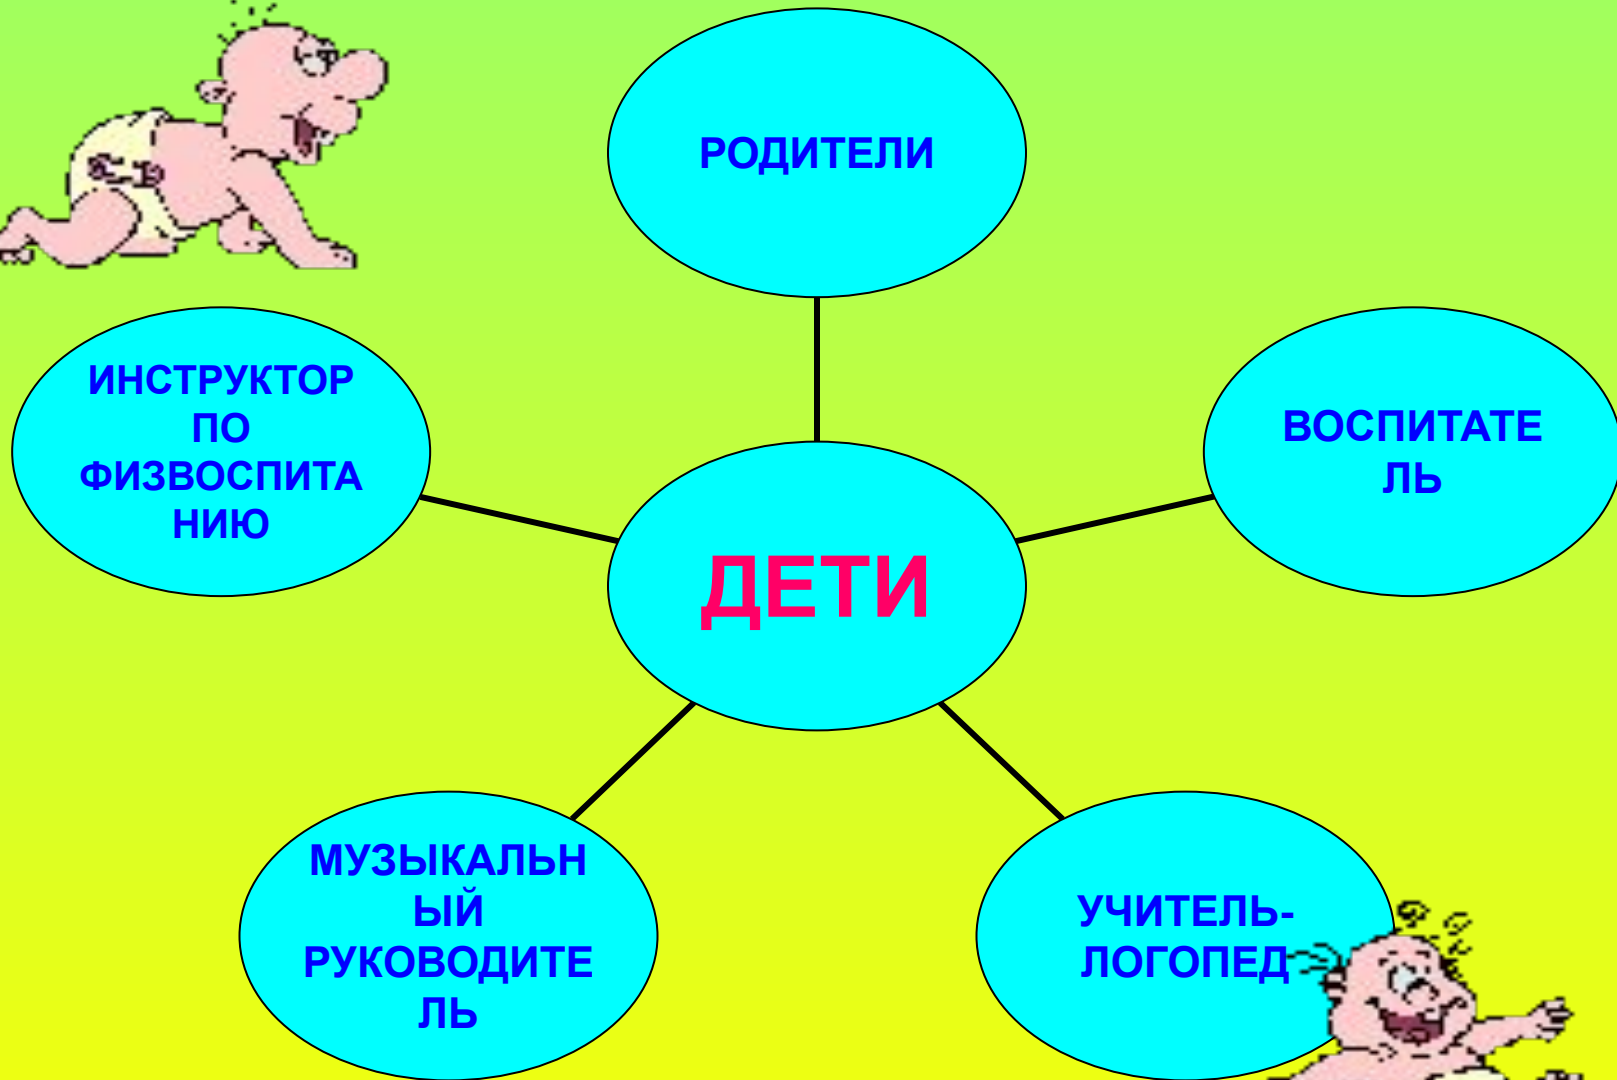 РОДИТЕЛИ
ИНСТРУКТОР
ПО
ФИЗВОСПИТА
НИЮ
ВОСПИТАТЕ
ЛЬ
ДЕТИ
МУЗЫКАЛЬН
ЫЙ
РУКОВОДИТЕ
ЛЬ
УЧИТЕЛЬ-
ЛОГОПЕД